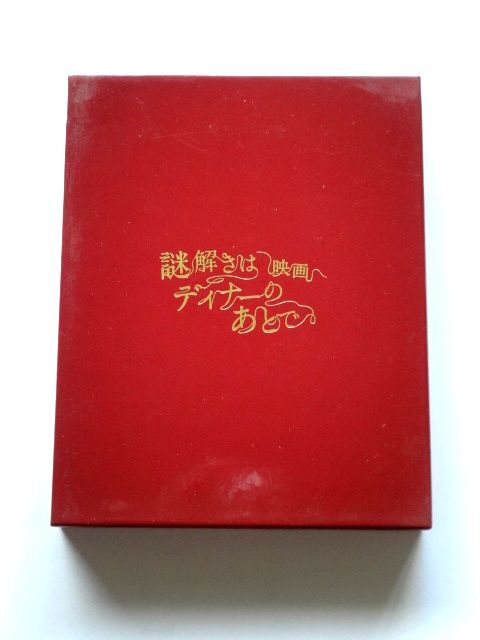 謎解きは 映画
ディナーの
あとで